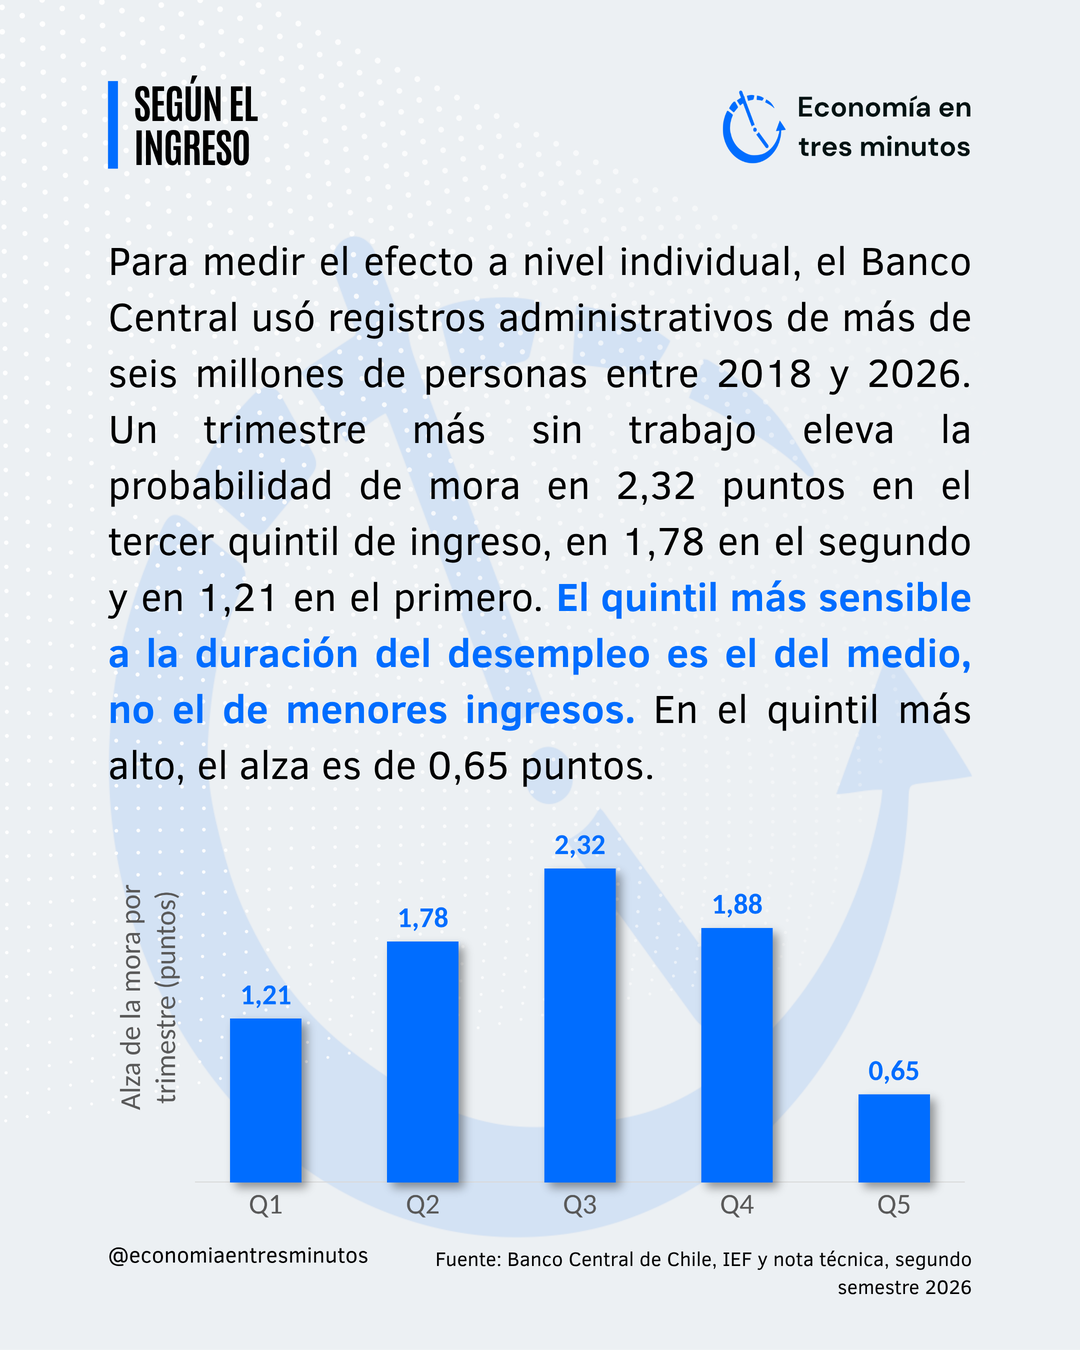 SEGÚN EL
INGRESO
Economía en
tres minutos
Para medir el efecto a nivel individual, el Banco
Central usó registros administrativos de más de
seis millones de personas entre 2018 y 2026.
Un trimestre más sin trabajo eleva la
probabilidad de mora en 2,32 puntos en el
tercer quintil de ingreso, en 1,78 en el segundo
y en 1,21 en el primero. El quintil más sensible
a la duración del desempleo es el del medio,
no el de menores ingresos. En el quintil más
alto, el alza es de 0,65 puntos.
Alza de la mora por
trimestre (puntos)
1,21
1,78
2,32
1,88
0,65
Q1
Q2
Q3
Q4
Q5
@economiaentresminutos
Fuente: Banco Central de Chile, IEF y nota técnica, segundo
semestre 2026